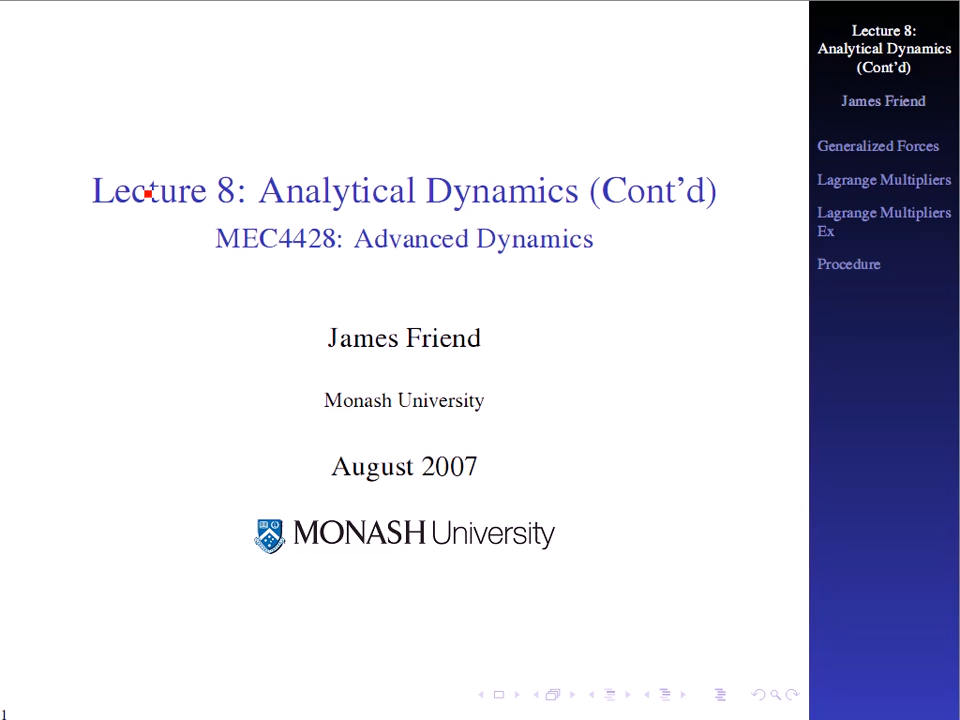 Lecture 8: Analytical Dynamics (Cont'd)
MEC4428: Advanced Dynamics
James Friend
Monash University
August 2007
MONASH University
Lecture 8:
Analytical Dynamics
(Cont'd)
James Friend
Generalized Forces
Lagrange Multipliers
Lagrange Multipliers
Ex
Procedure
1